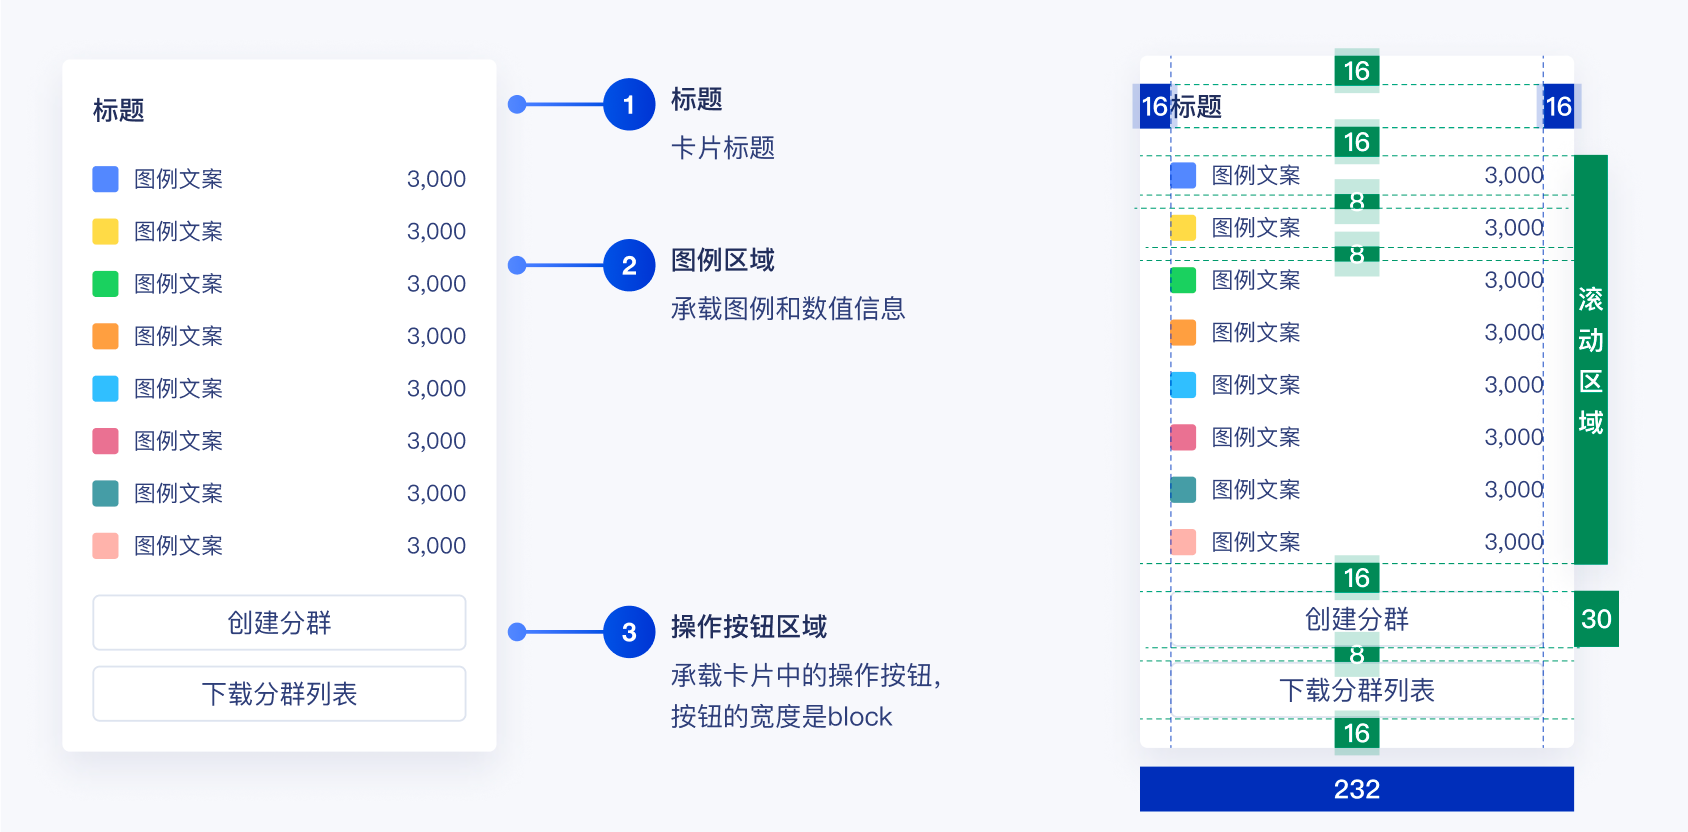 标题
图例文案 3,000
图例文案 3,000
图例文案 3,000
图例文案 3,000
图例文案 3,000
图例文案 3,000
图例文案 3,000
图例文案 3,000
创建分群
下载分群列表
1 标题
卡片标题
2 图例区域
承载图例和数值信息
3 操作按钮区域
承载卡片中的操作按钮，
按钮的宽度是block
16
16 标题 16
16
图例文案 3,000
8
图例文案 3,000
8
图例文案 3,000
图例文案 3,000
图例文案 3,000
图例文案 3,000
图例文案 3,000
图例文案 3,000
滚动区域
16
创建分群 30
8
下载分群列表
16
232